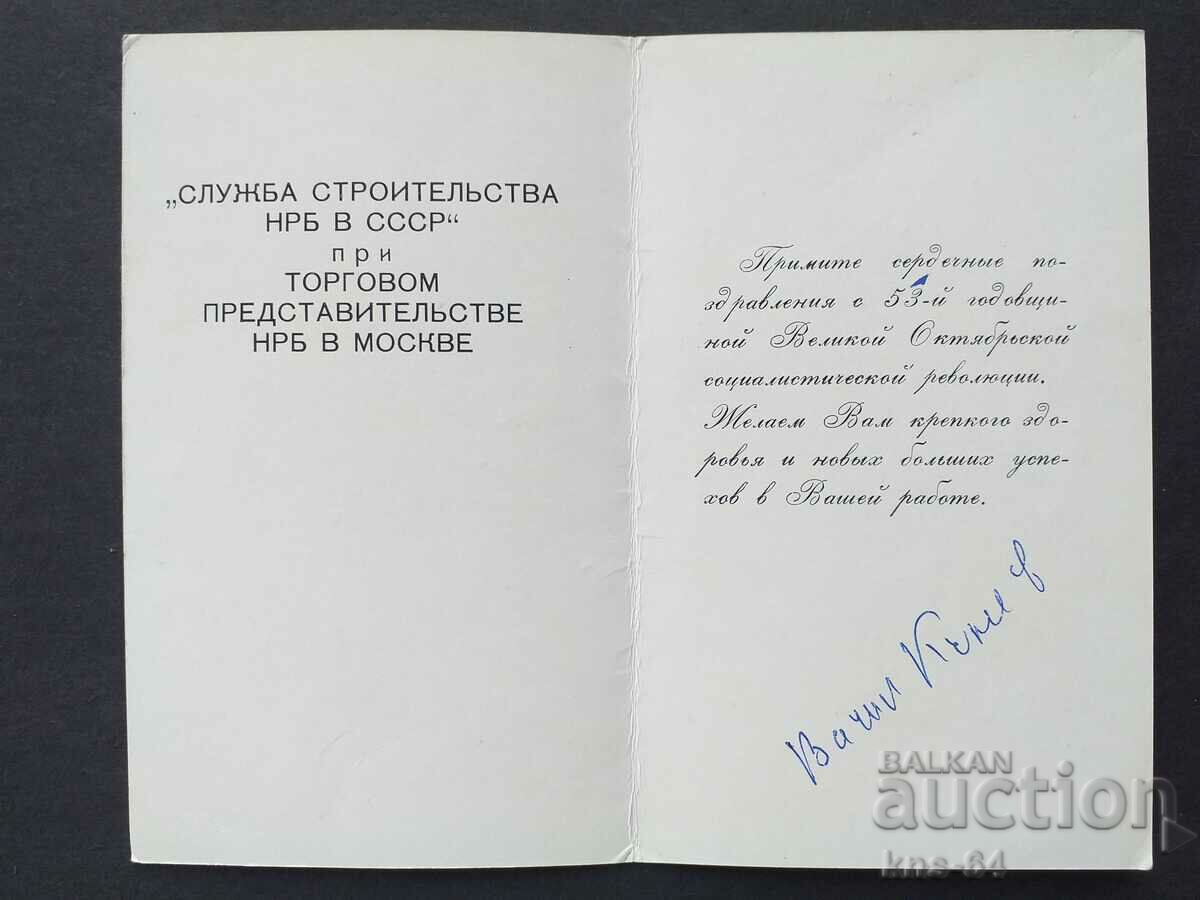 „СЛУЖБА СТРОИТЕЛЬСТВА
НРБ В СССР“
при
ТОРГОВОМ
ПРЕДСТАВИТЕЛЬСТВЕ
НРБ В МОСКВЕ
Примите сердечные по-
здравления с 53-й годовщи-
ной Великой Октябрьской
социалистической революции.
Желаем Вам крепкого здо-
ровья и новых больших успе-
хов в Вашей работе.
BALKAN
auction
kns-64